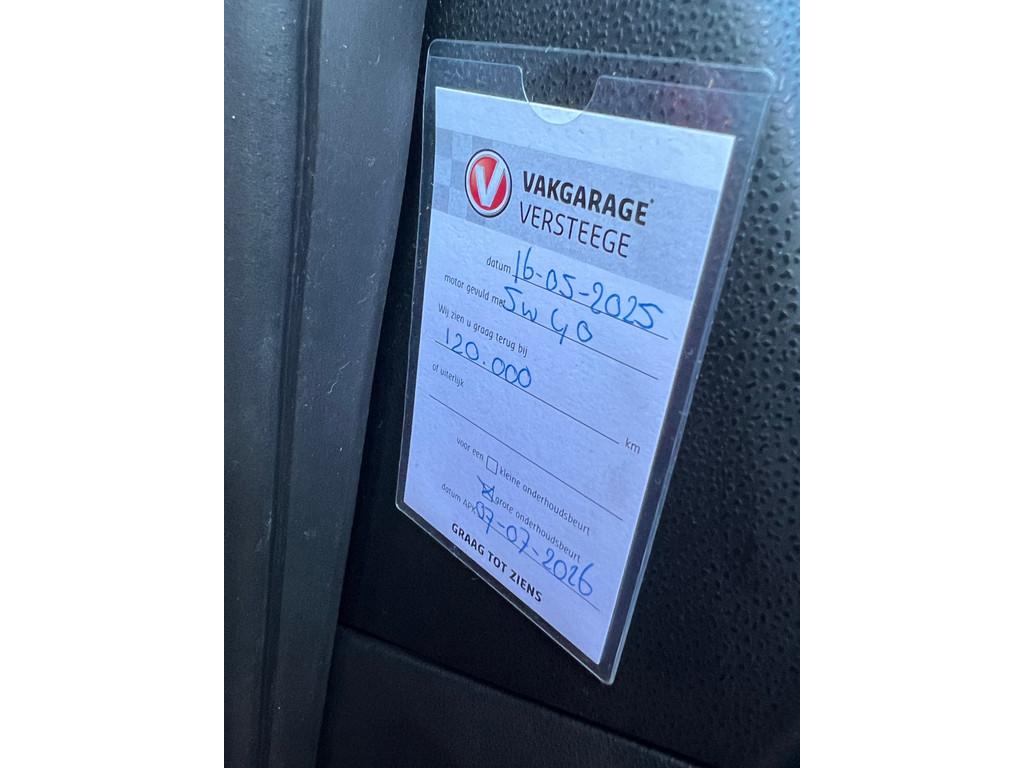 V VAKGARAGE
VERSTEEGE
datum 16-05-2025
motor gevuld met 5w40
Wij zien u graag terug bij
120.000 km
of uiterlijk
voor een kleine onderhoudsbeurt
grote onderhoudsbeurt
datum APK 07-07-2026
GRAAG TOT ZIENS